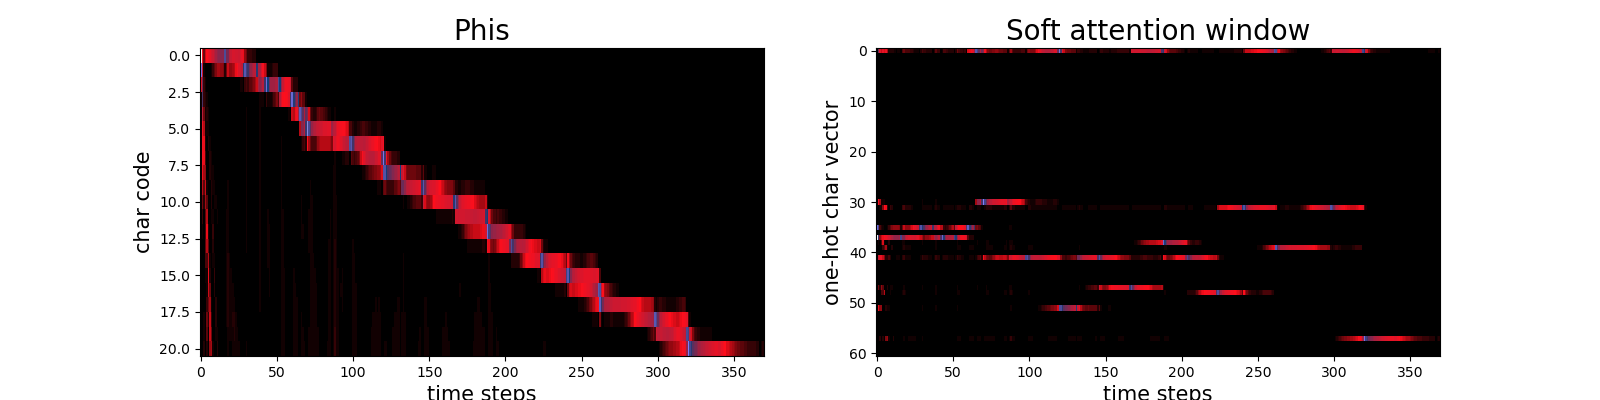 Phis
char code
0.0
2.5
5.0
7.5
10.0
12.5
15.0
17.5
20.0
0 50 100 150 200 250 300 350
time steps
Soft attention window
one-hot char vector
0
10
20
30
40
50
60
0 50 100 150 200 250 300 350
time steps